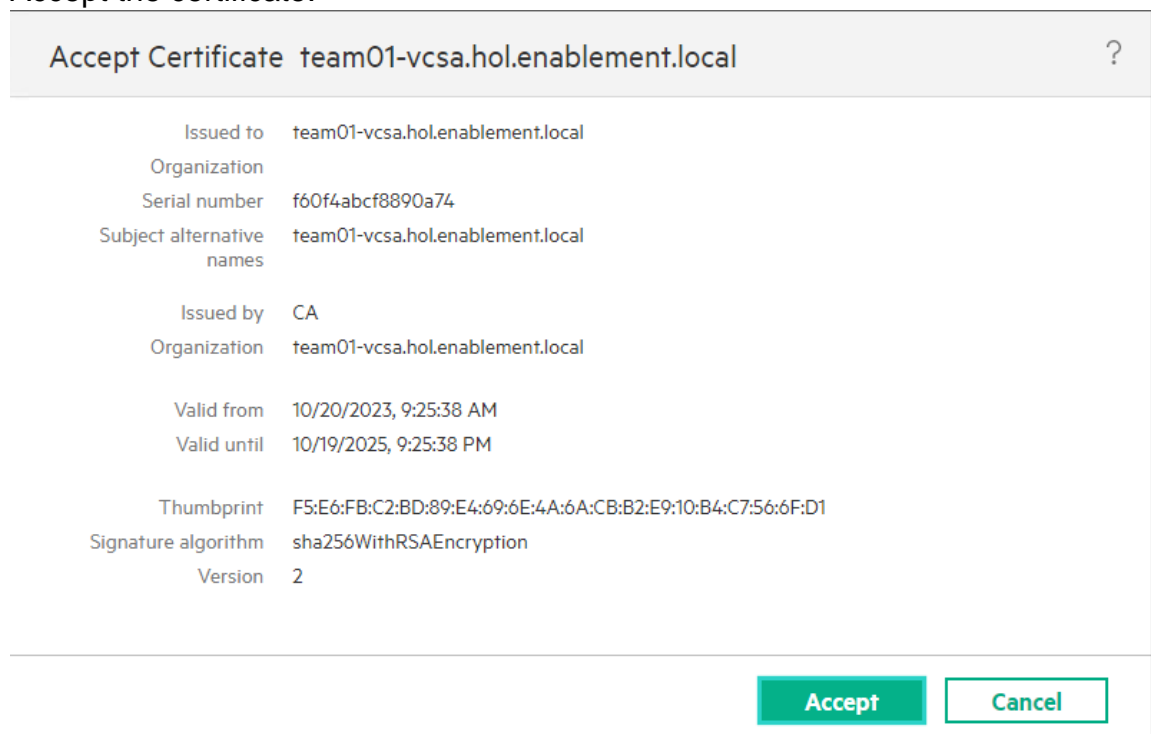 Accept the certificate.
Accept Certificate team01-vcsa.hol.enablement.local ?
Issued to team01-vcsa.hol.enablement.local
Organization
Serial number f60f4abcf8890a74
Subject alternative team01-vcsa.hol.enablement.local
names
Issued by CA
Organization team01-vcsa.hol.enablement.local
Valid from 10/20/2023, 9:25:38 AM
Valid until 10/19/2025, 9:25:38 PM
Thumbprint F5:E6:FB:C2:BD:89:E4:69:6E:4A:6A:CB:B2:E9:10:B4:C7:56:6F:D1
Signature algorithm sha256WithRSAEncryption
Version 2
Accept Cancel